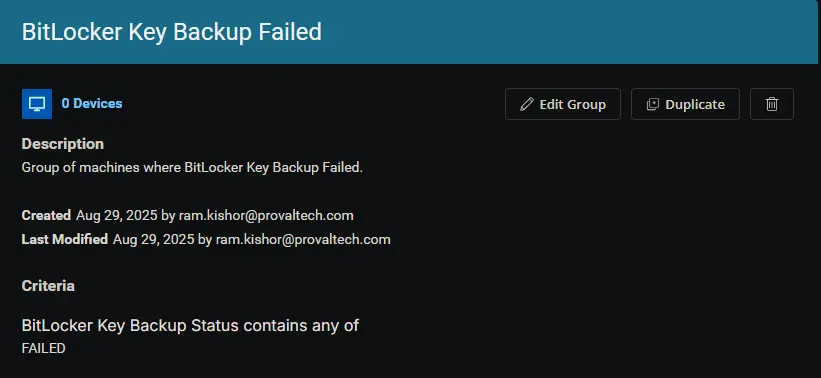 BitLocker Key Backup Failed
0 Devices
Edit Group
Duplicate
Description
Group of machines where BitLocker Key Backup Failed.
Created Aug 29, 2025 by ram.kishor@provaltech.com
Last Modified Aug 29, 2025 by ram.kishor@provaltech.com
Criteria
BitLocker Key Backup Status contains any of
FAILED